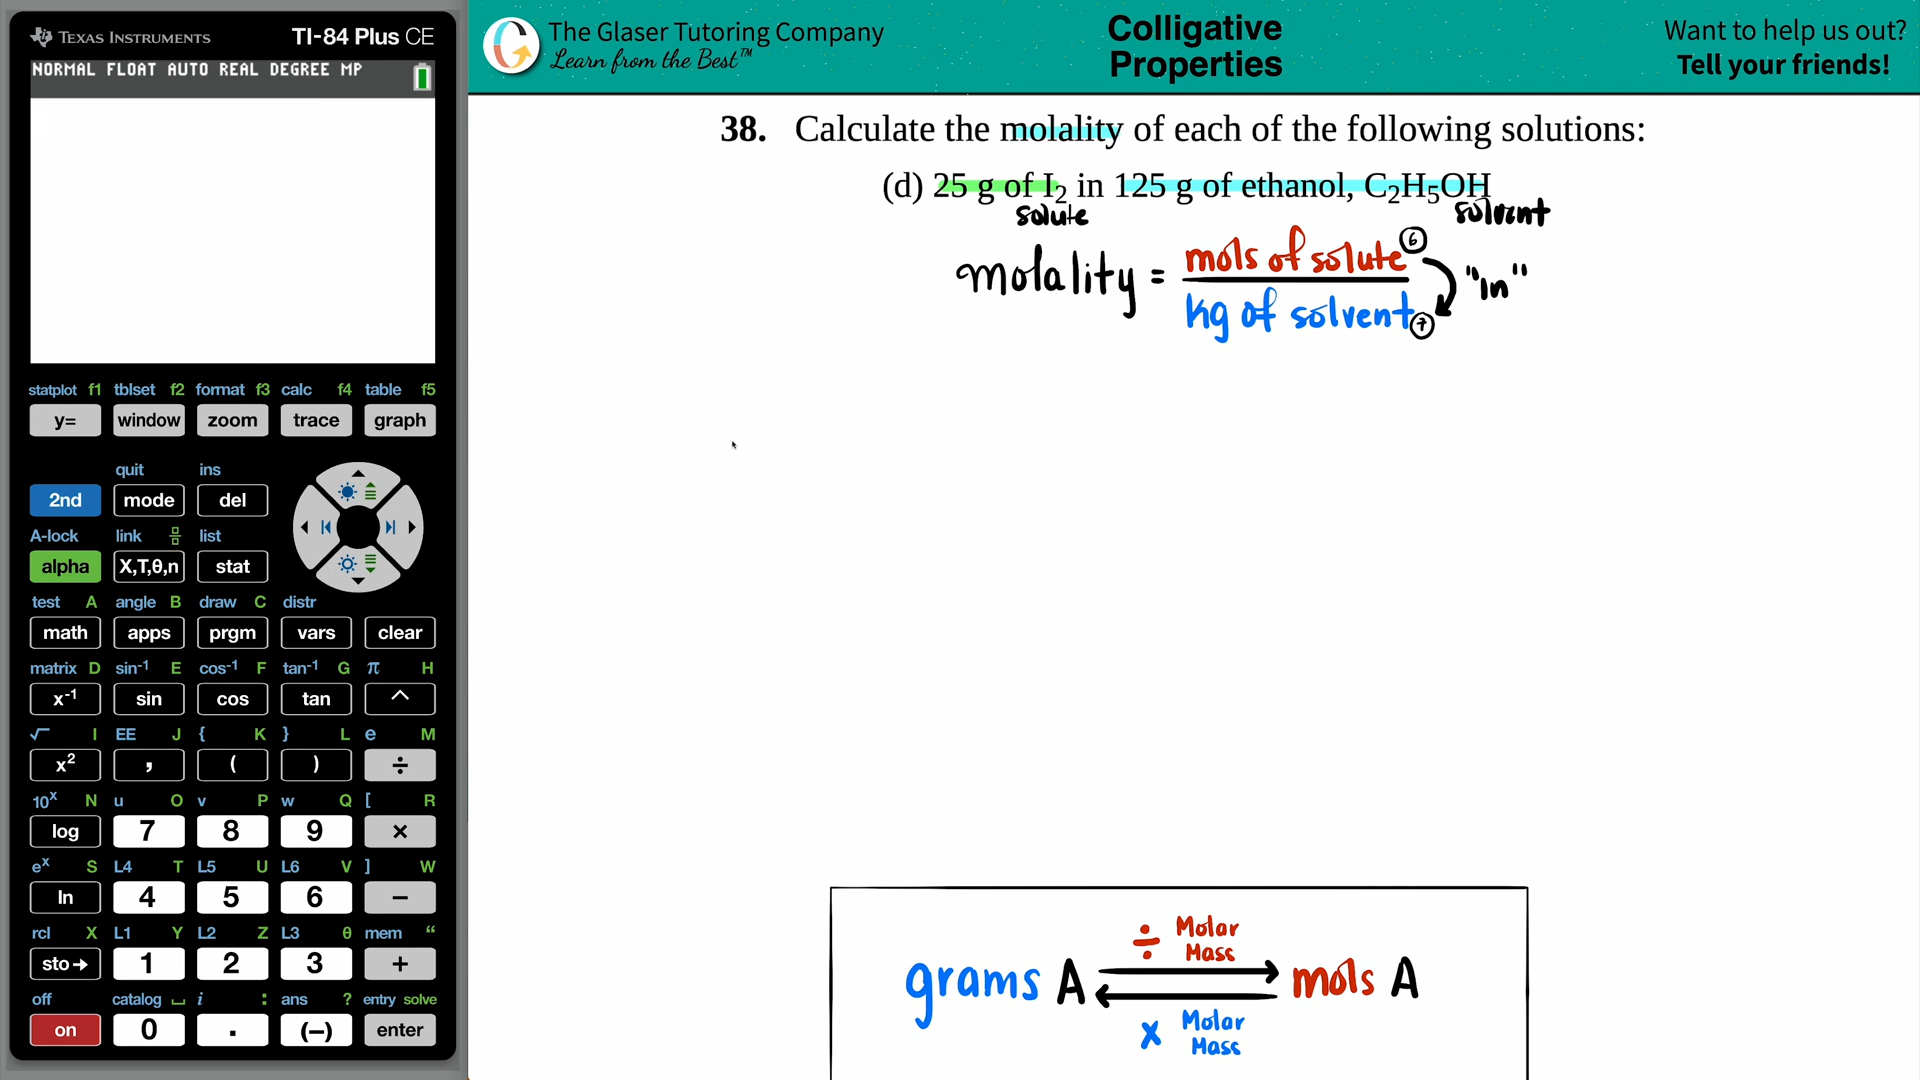 TEXAS INSTRUMENTS TI-84 Plus CE
NORMAL FLOAT AUTO REAL DEGREE MP
statplot f1 tblset f2 format f3 calc f4 table f5
y= window zoom trace graph
quit ins
2nd mode del
A-lock link list
alpha X,T,θ,n stat
test A angle B draw C distr
math apps prgm vars clear
matrix D sin⁻¹ E cos⁻¹ F tan⁻¹ G π H
x⁻¹ sin cos tan ^
√ I EE J { K } L e M
x² , ( ) ÷
10ˣ N u O v P w Q [ R
log 7 8 9 ×
eˣ S L4 T L5 U L6 V ] W
ln 4 5 6 −
rcl X L1 Y L2 Z L3 θ mem “
sto→ 1 2 3 +
off catalog ␣ i : ans ? entry solve
on 0 . (−) enter
The Glaser Tutoring Company
Learn from the Best™
Colligative
Properties
Want to help us out?
Tell your friends!
38. Calculate the molality of each of the following solutions:
(d) 25 g of I₂ in 125 g of ethanol, C₂H₅OH
solute solvent
molality = mols of solute ⑥
kg of solvent ⑦
"in"
÷ Molar
Mass
grams A mols A
x Molar
Mass